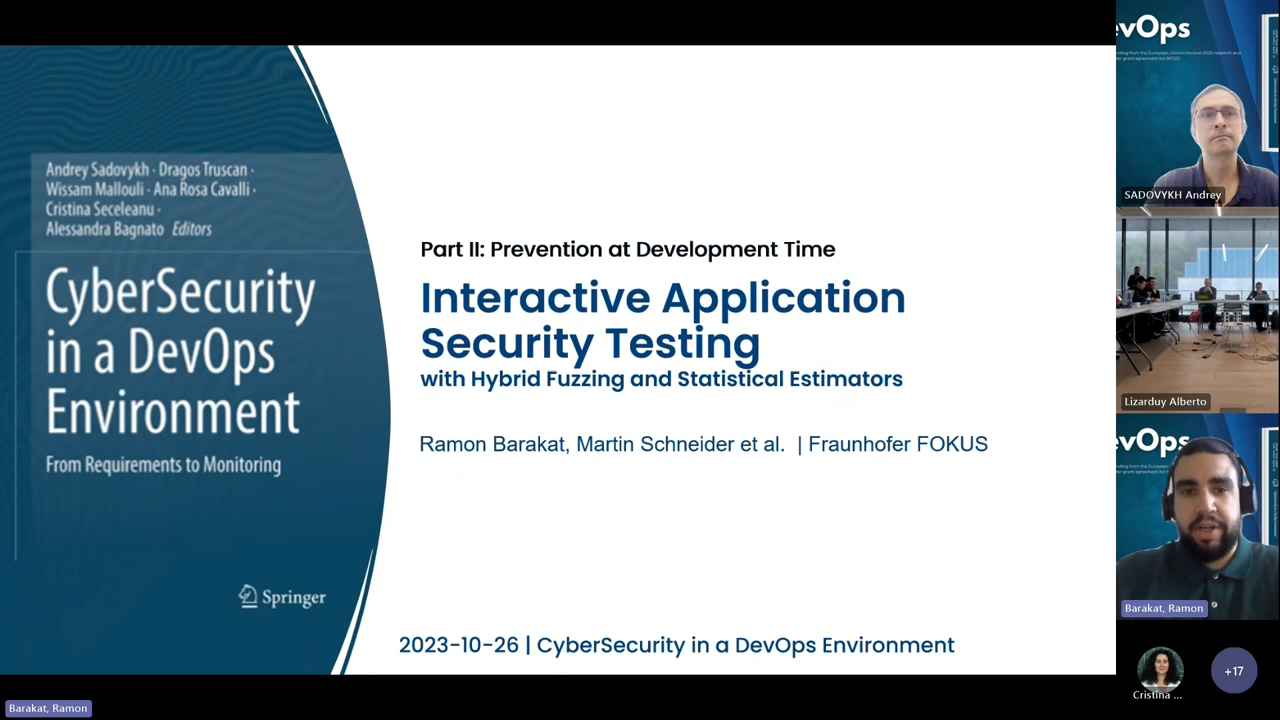 Andrey Sadovykh · Dragos Truscan ·
Wissam Mallouli · Ana Rosa Cavalli ·
Cristina Seceleanu ·
Alessandra Bagnato Editors
CyberSecurity
in a DevOps
Environment
From Requirements to Monitoring
Springer
Part II: Prevention at Development Time
Interactive Application
Security Testing
with Hybrid Fuzzing and Statistical Estimators
Ramon Barakat, Martin Schneider et al. | Fraunhofer FOKUS
2023-10-26 | CyberSecurity in a DevOps Environment
Barakat, Ramon
evOps
SADOVYKH Andrey
Lizarduy Alberto
evOps
Barakat, Ramon
Cristina ...
+17